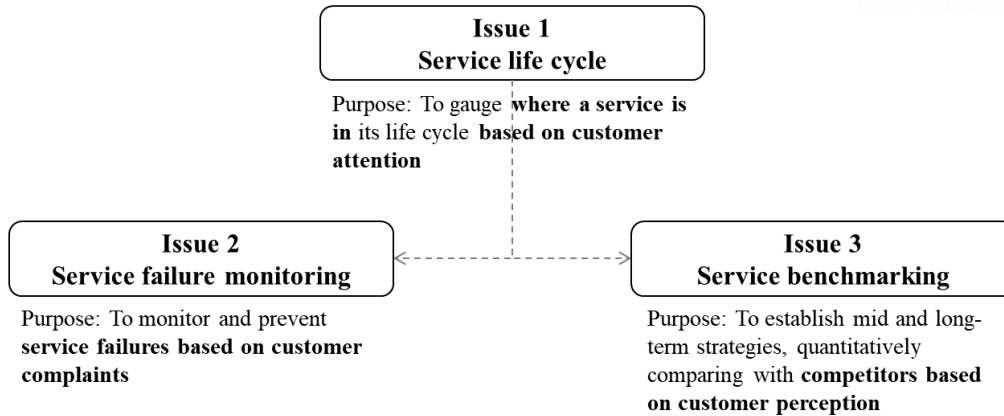 Issue 1
Service life cycle
Purpose: To gauge where a service is
in its life cycle based on customer
attention
Issue 2
Service failure monitoring
Purpose: To monitor and prevent
service failures based on customer
complaints
Issue 3
Service benchmarking
Purpose: To establish mid and long-
term strategies, quantitatively
comparing with competitors based
on customer perception